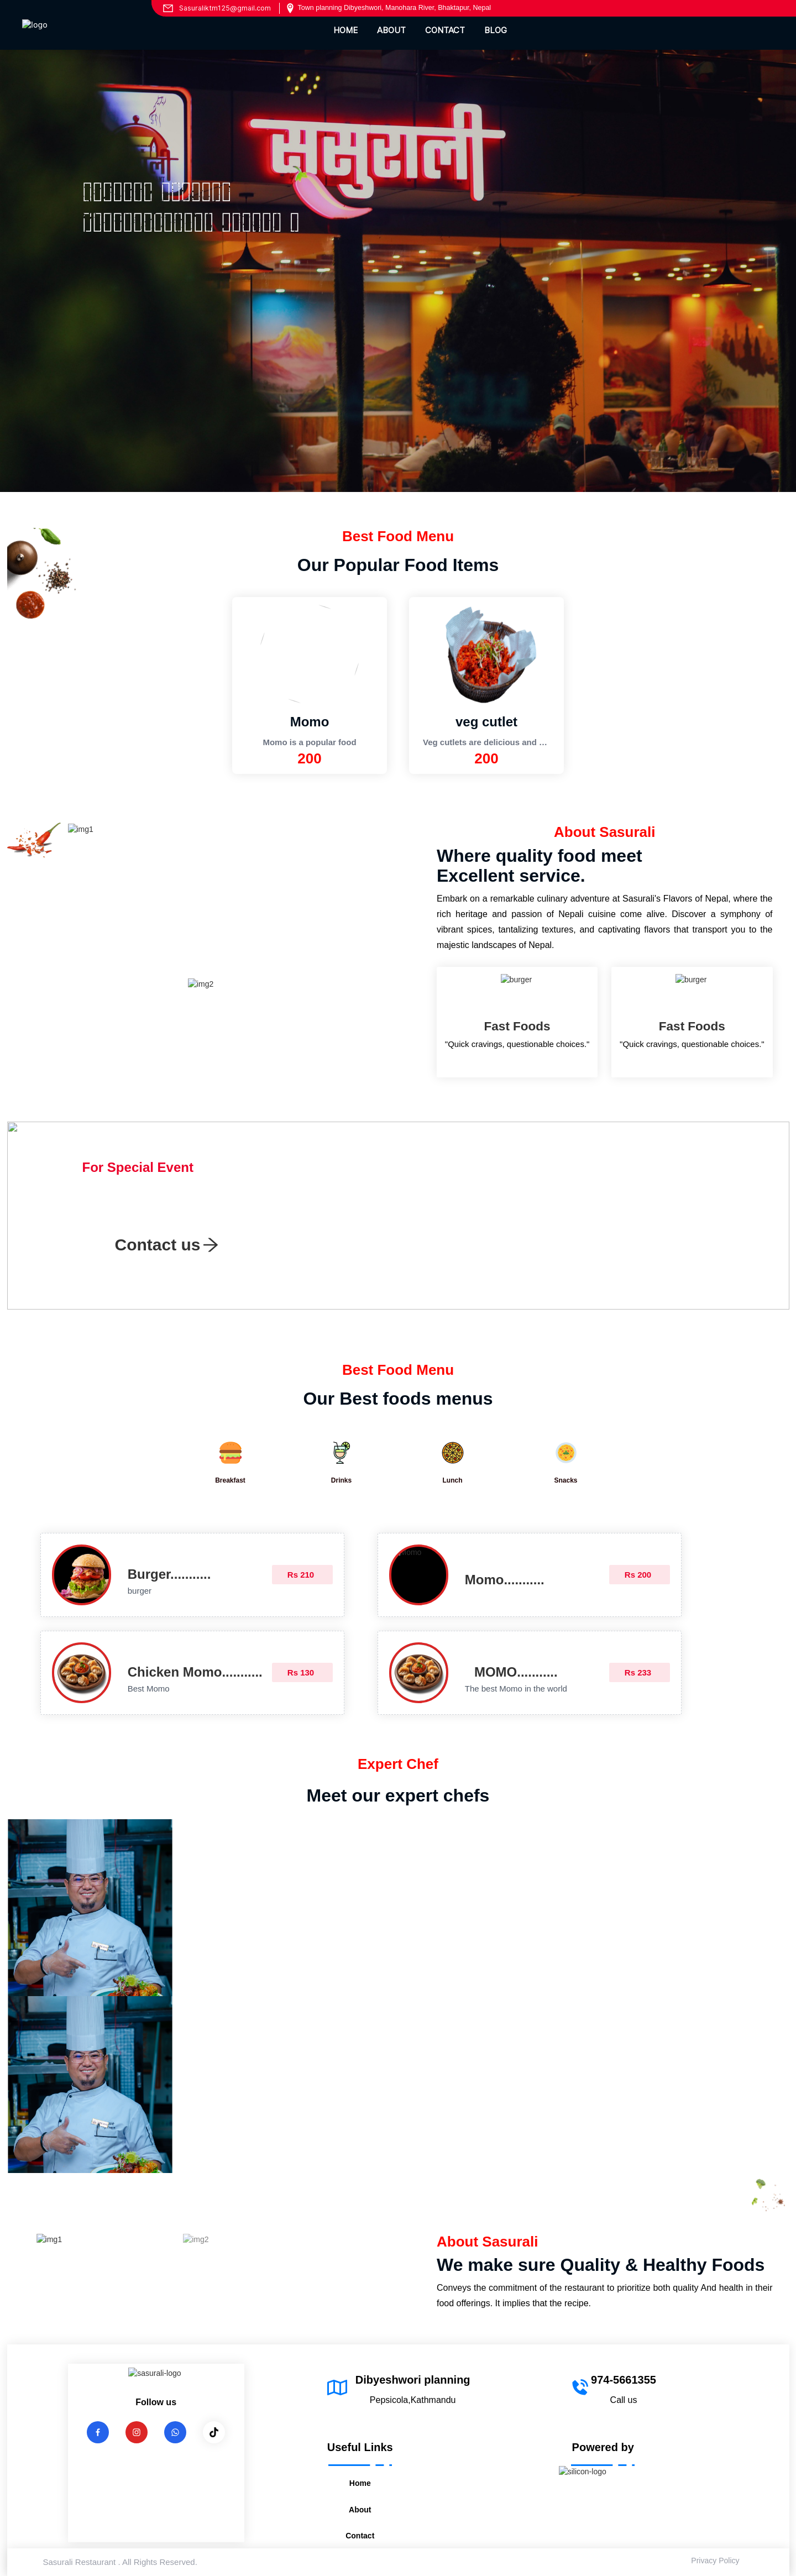 Sasuraliktm125@gmail.com
Town planning Dibyeshwori, Manohara River, Bhaktapur, Nepal
logo
HOME ABOUT CONTACT BLOG
ससुराली
Best Food Menu
Our Popular Food Items
Momo
Momo is a popular food
200
veg cutlet
Veg cutlets are delicious and ...
200
img1
img2
About Sasurali
Where quality food meet
Excellent service.
Embark on a remarkable culinary adventure at Sasurali's Flavors of Nepal, where the
rich heritage and passion of Nepali cuisine come alive. Discover a symphony of
vibrant spices, tantalizing textures, and captivating flavors that transport you to the
majestic landscapes of Nepal.
burger
Fast Foods
"Quick cravings, questionable choices."
burger
Fast Foods
"Quick cravings, questionable choices."
For Special Event
Contact us
Best Food Menu
Our Best foods menus
Breakfast
Drinks
Lunch
Snacks
Burger...........
burger
Rs 210
Momo...........
Rs 200
Chicken Momo...........
Best Momo
Rs 130
MOMO...........
The best Momo in the world
Rs 233
Expert Chef
Meet our expert chefs
img1
img2
About Sasurali
We make sure Quality & Healthy Foods
Conveys the commitment of the restaurant to prioritize both quality And health in their
food offerings. It implies that the recipe.
sasurali-logo
Follow us
Dibyeshwori planning
Pepsicola,Kathmandu
974-5661355
Call us
Useful Links
Home
About
Contact
Powered by
silicon-logo
Sasurali Restaurant . All Rights Reserved.
Privacy Policy